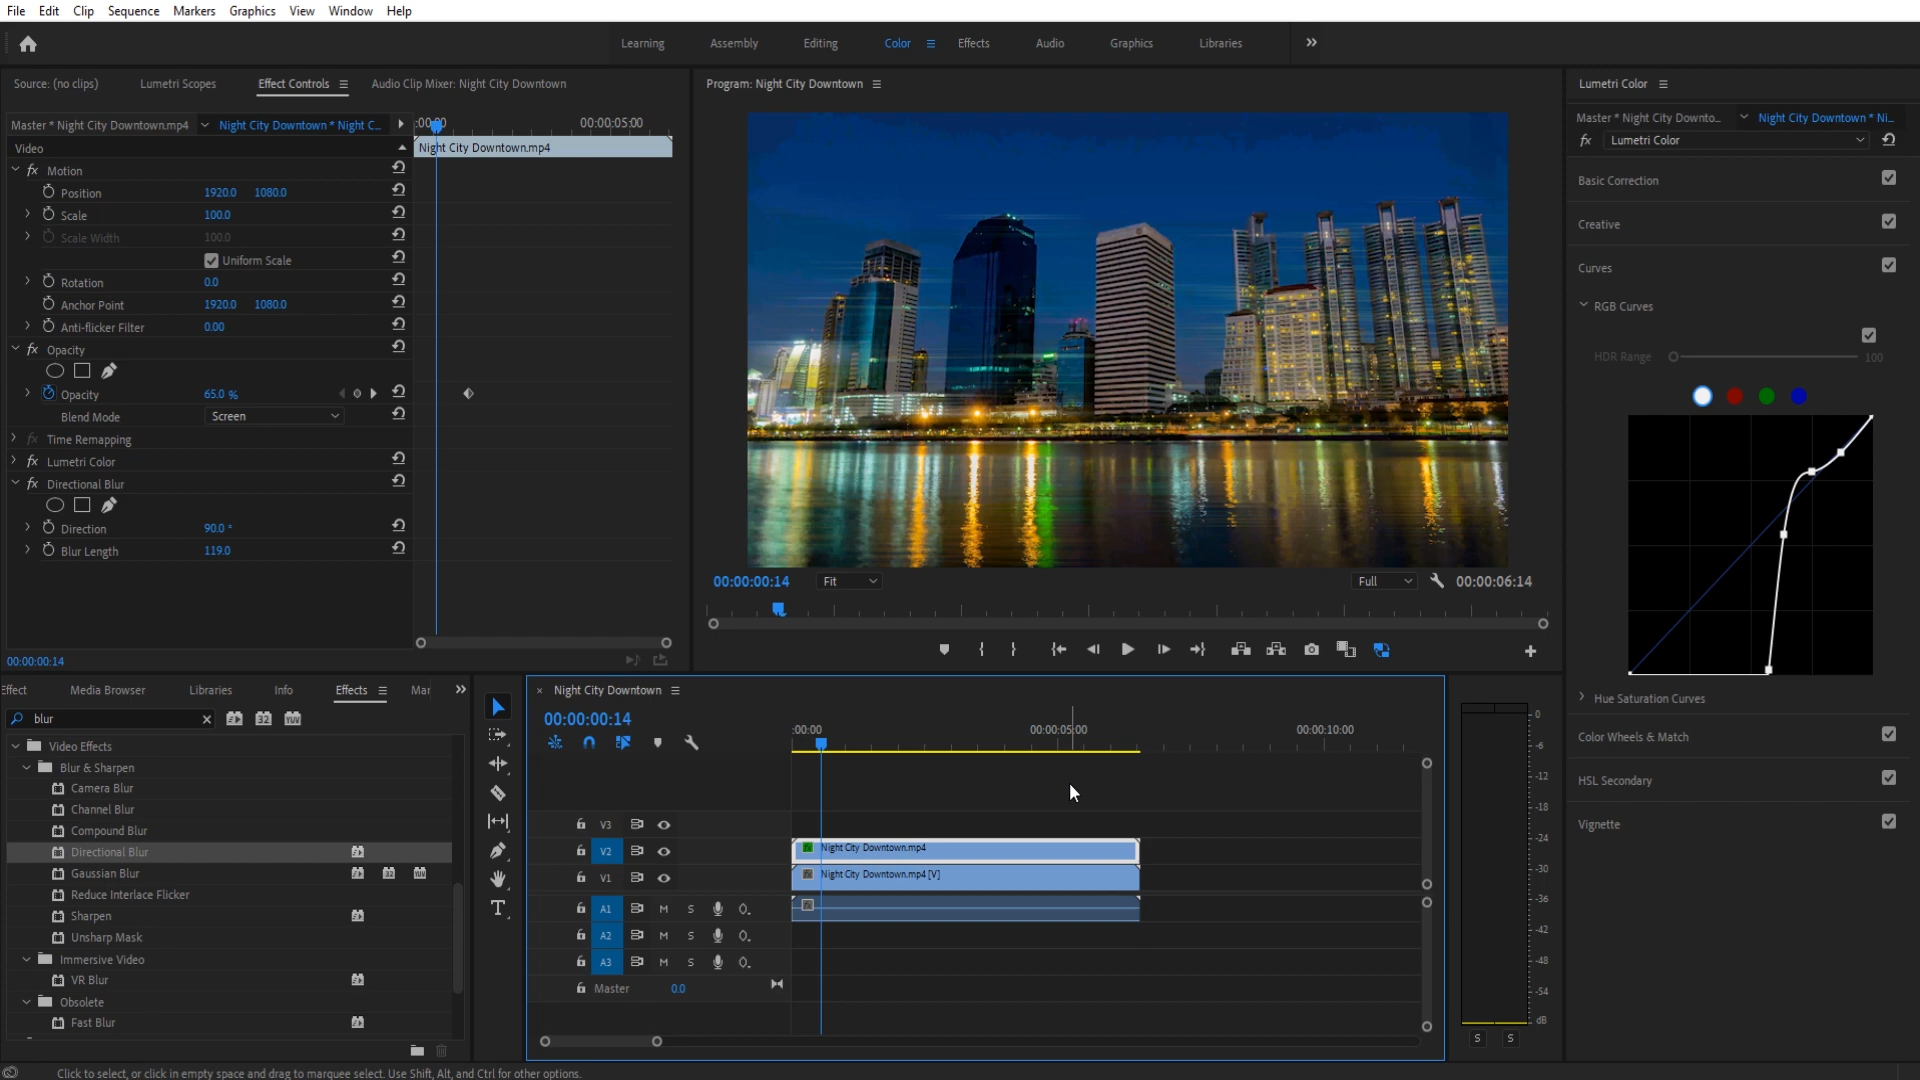 File Edit Clip Sequence Markers Graphics View Window Help
Learning Assembly Editing Color Effects Audio Graphics Libraries
Source: (no clips) Lumetri Scopes Effect Controls Audio Clip Mixer: Night City Downtown
Master * Night City Downtown.mp4 Night City Downtown * Night C...
:00:00 00:00:05:00
Video
Night City Downtown.mp4
fx Motion
Position 1920.0 1080.0
Scale 100.0
Scale Width 100.0
Uniform Scale
Rotation 0.0
Anchor Point 1920.0 1080.0
Anti-flicker Filter 0.00
fx Opacity
Opacity 65.0 %
Blend Mode Screen
fx Time Remapping
fx Lumetri Color
fx Directional Blur
Direction 90.0 °
Blur Length 119.0
00:00:00:14
Program: Night City Downtown
00:00:00:14 Fit Full 00:00:06:14
Lumetri Color
Master * Night City Downto... Night City Downtown * Ni...
fx Lumetri Color
Basic Correction
Creative
Curves
RGB Curves
HDR Range 100
Hue Saturation Curves
Color Wheels & Match
HSL Secondary
Vignette
Effect Media Browser Libraries Info Effects Mar
blur 32 YUV
Video Effects
Blur & Sharpen
Camera Blur
Channel Blur
Compound Blur
Directional Blur
Gaussian Blur 32 YUV
Reduce Interlace Flicker
Sharpen
Unsharp Mask
Immersive Video
VR Blur
Obsolete
Fast Blur
T
× Night City Downtown
00:00:00:14
:00:00 00:00:05:00 00:00:10:00
V3
V2 Night City Downtown.mp4
V1 Night City Downtown.mp4 [V]
A1 M S
A2 M S
A3 M S
Master 0.0
0
-6
-12
-18
-24
-30
-36
-42
-48
-54
dB
S S
Click to select, or click in empty space and drag to marquee select. Use Shift, Alt, and Ctrl for other options.